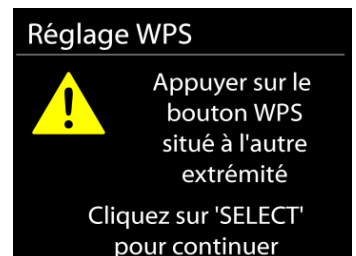 Réglage WPS
Appuyer sur le
bouton WPS
situé à l'autre
extrémité
Cliquez sur 'SELECT'
pour continuer